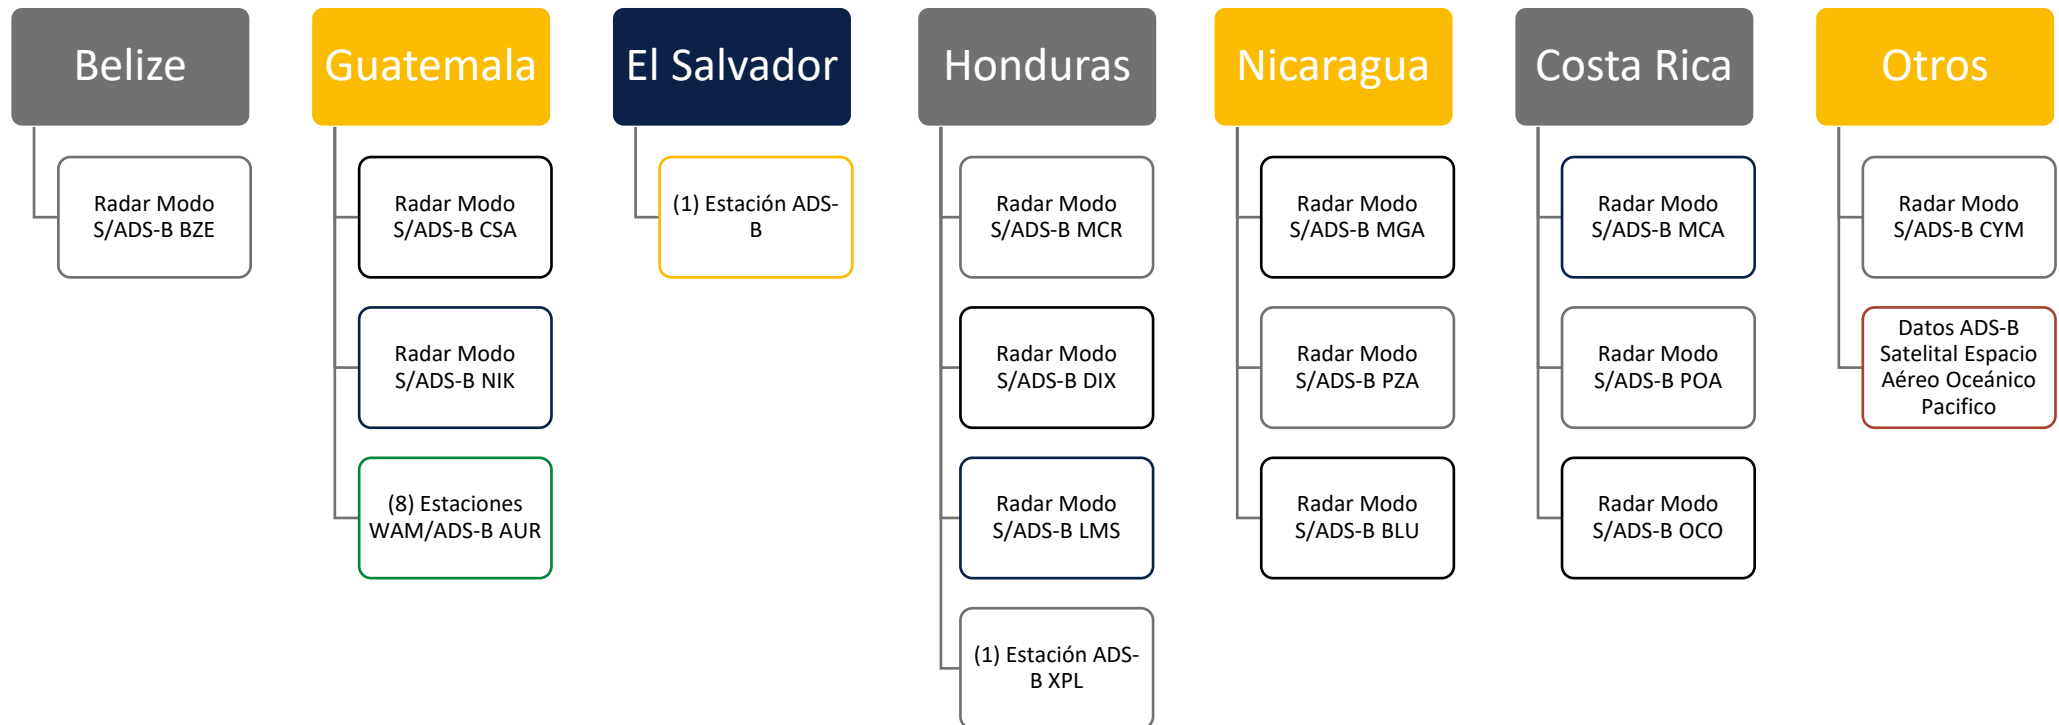 Belize
Radar Modo
S/ADS-B BZE
Guatemala
Radar Modo
S/ADS-B CSA
Radar Modo
S/ADS-B NIK
(8) Estaciones
WAM/ADS-B AUR
El Salvador
(1) Estación ADS-
B
Honduras
Radar Modo
S/ADS-B MCR
Radar Modo
S/ADS-B DIX
Radar Modo
S/ADS-B LMS
(1) Estación ADS-
B XPL
Nicaragua
Radar Modo
S/ADS-B MGA
Radar Modo
S/ADS-B PZA
Radar Modo
S/ADS-B BLU
Costa Rica
Radar Modo
S/ADS-B MCA
Radar Modo
S/ADS-B POA
Radar Modo
S/ADS-B OCO
Otros
Radar Modo
S/ADS-B CYM
Datos ADS-B
Satelital Espacio
Aéreo Oceánico
Pacifico